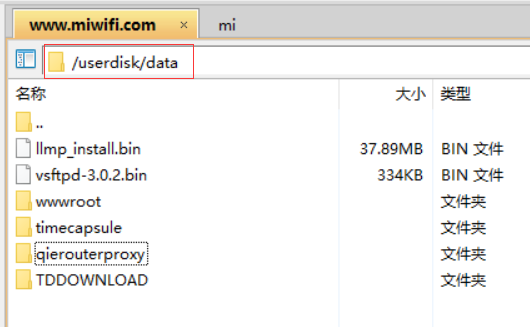 www.miwifi.com × mi
/userdisk/data
名称 大小 类型
..
llmp_install.bin 37.89MB BIN 文件
vsftpd-3.0.2.bin 334KB BIN 文件
wwwroot 文件夹
timecapsule 文件夹
qierouterproxy 文件夹
TDDOWNLOAD 文件夹